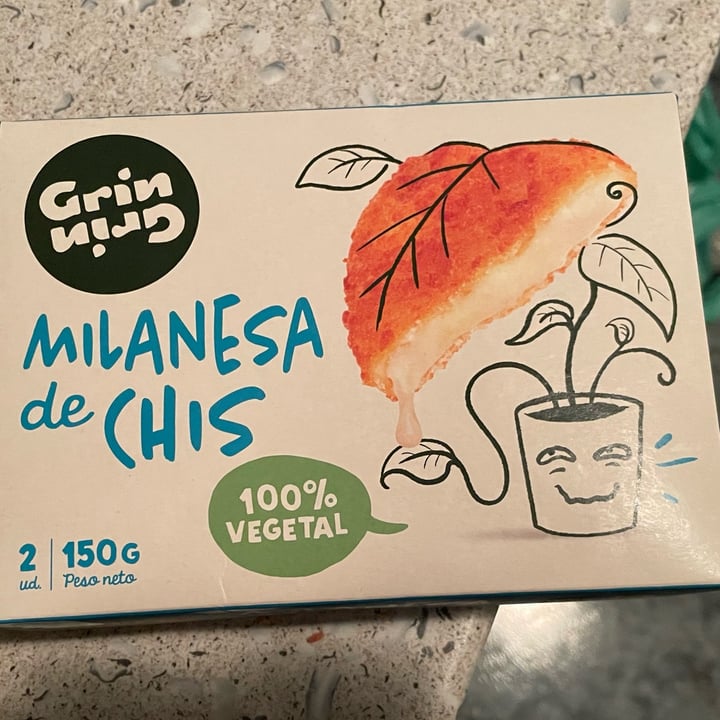 Grin
Grin
MILANESA
de CHIS
100%
VEGETAL
2 ud. | 150G Peso neto